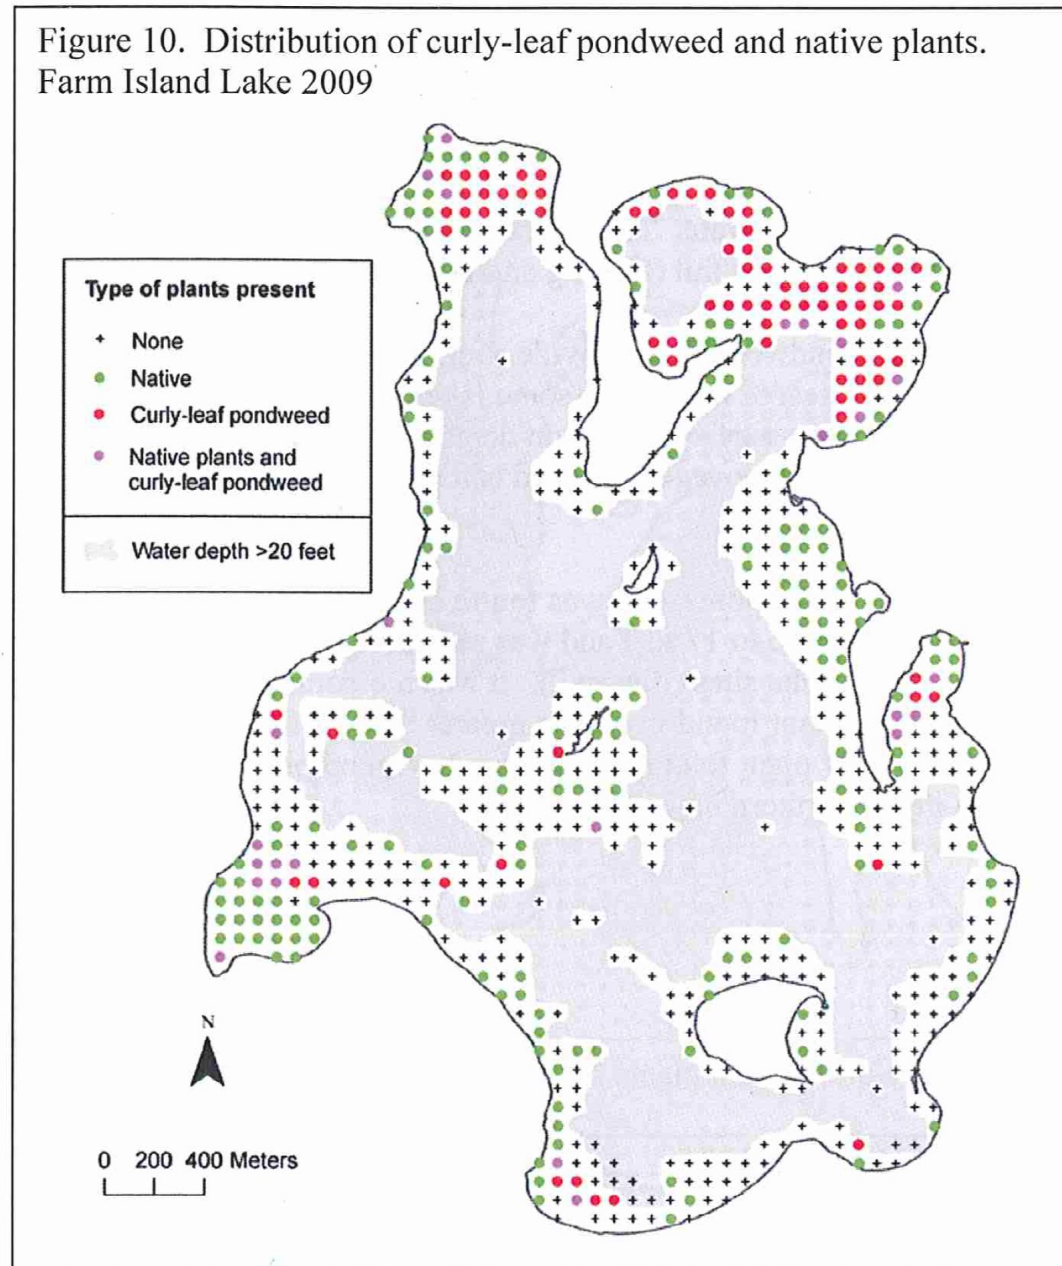 Figure 10. Distribution of curly-leaf pondweed and native plants.
Farm Island Lake 2009
Type of plants present
None
Native
Curly-leaf pondweed
Native plants and
curly-leaf pondweed
Water depth >20 feet
N
0 200 400 Meters